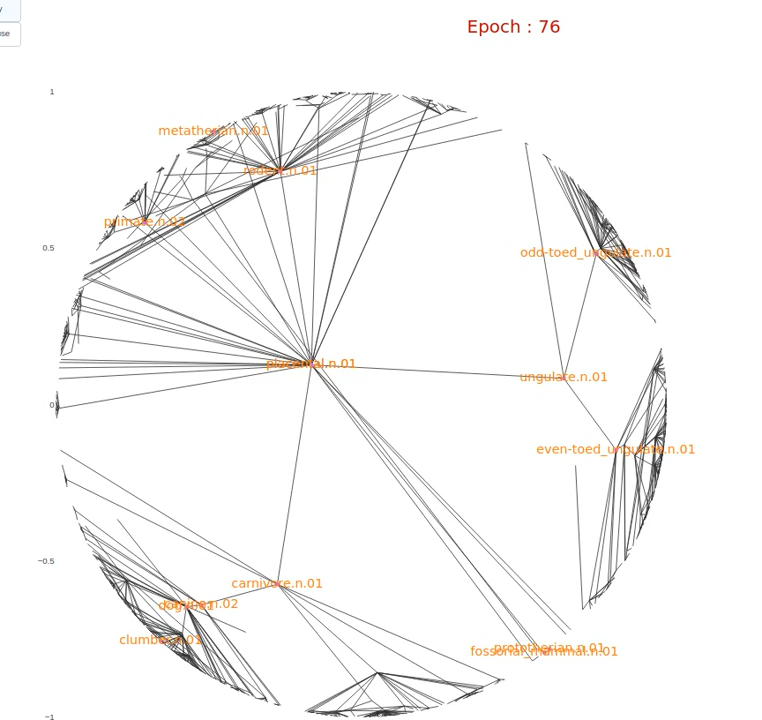 Epoch : 76
1
metatherian.n.01
rodent.n.01
primate.n.02
0.5
odd-toed_ungulate.n.01
placental.n.01
ungulate.n.01
0
even-toed_ungulate.n.01
−0.5
carnivore.n.01
clumber.n.01
prototherian.n.01
fossorial_mammal.n.01
−1